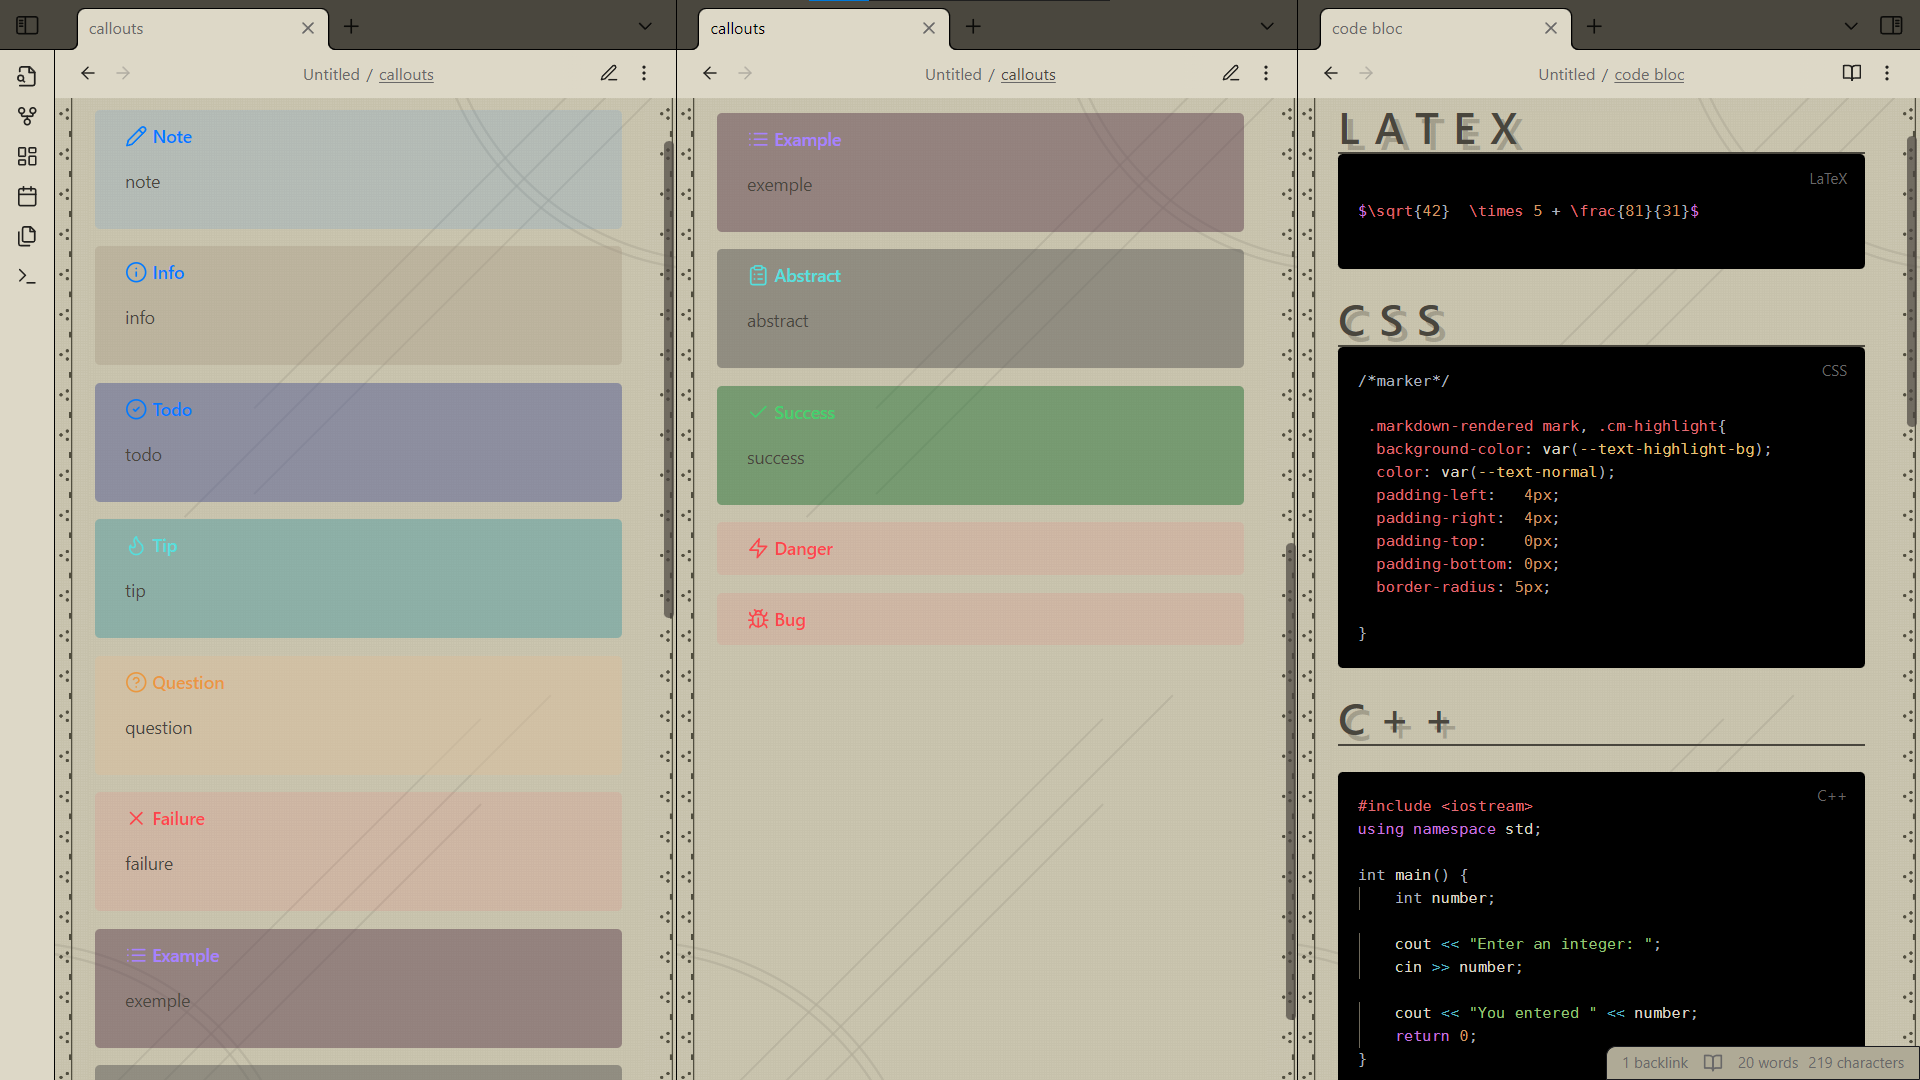 callouts
Untitled / callouts
Note
note
Info
info
Todo
todo
Tip
tip
Question
question
Failure
failure
Example
exemple
callouts
Untitled / callouts
Example
exemple
Abstract
abstract
Success
success
Danger
Bug
code bloc
Untitled / code bloc
LATEX
LaTeX
$\sqrt{42}  \times 5 + \frac{81}{31}$
CSS
CSS
/*marker*/
.markdown-rendered mark, .cm-highlight{
background-color: var(--text-highlight-bg);
color: var(--text-normal);
padding-left:   4px;
padding-right:  4px;
padding-top:    0px;
padding-bottom: 0px;
border-radius: 5px;
}
C++
C++
#include <iostream>
using namespace std;
int main() {
int number;
cout << "Enter an integer: ";
cin >> number;
cout << "You entered " << number;
return 0;
}
1 backlink 20 words 219 characters